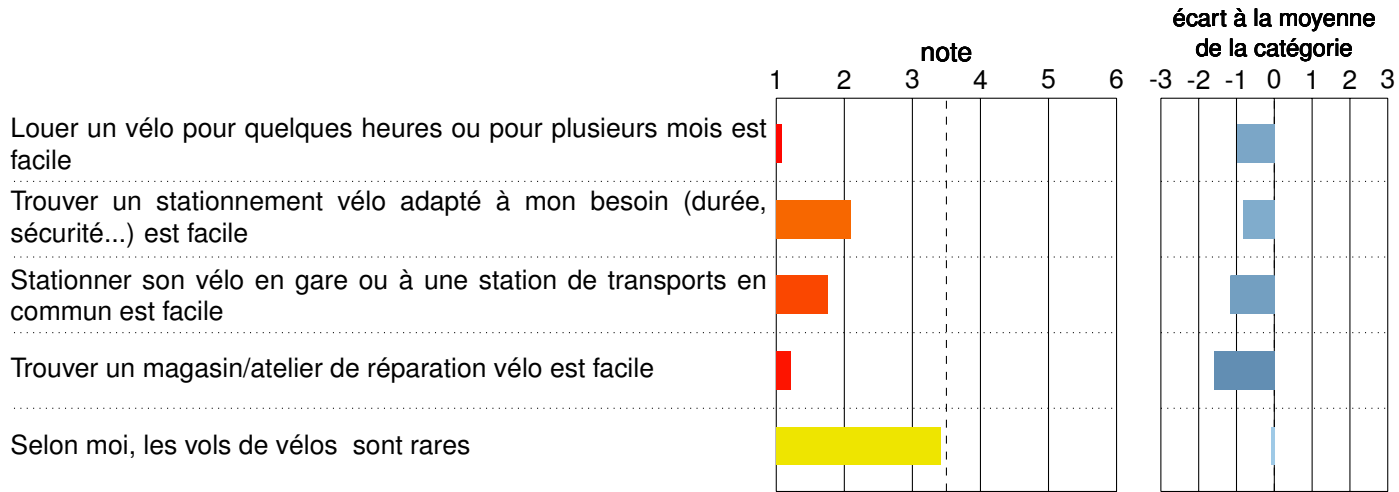 écart à la moyenne
note de la catégorie
1 2 3 4 5 6 -3 -2 -1 0 1 2 3
Louer un vélo pour quelques heures ou pour plusieurs mois est
facile
Trouver un stationnement vélo adapté à mon besoin (durée,
sécurité...) est facile
Stationner son vélo en gare ou à une station de transports en
commun est facile
Trouver un magasin/atelier de réparation vélo est facile
Selon moi, les vols de vélos sont rares